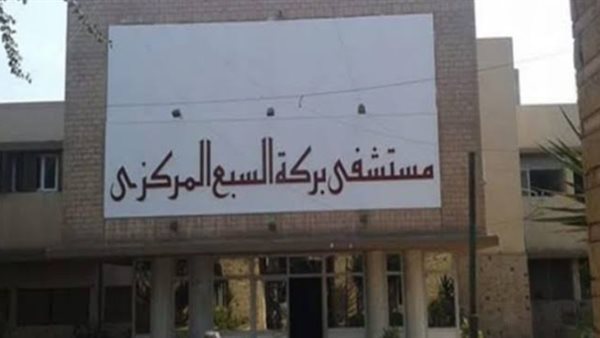 مستشفى بركة السبع المركزى